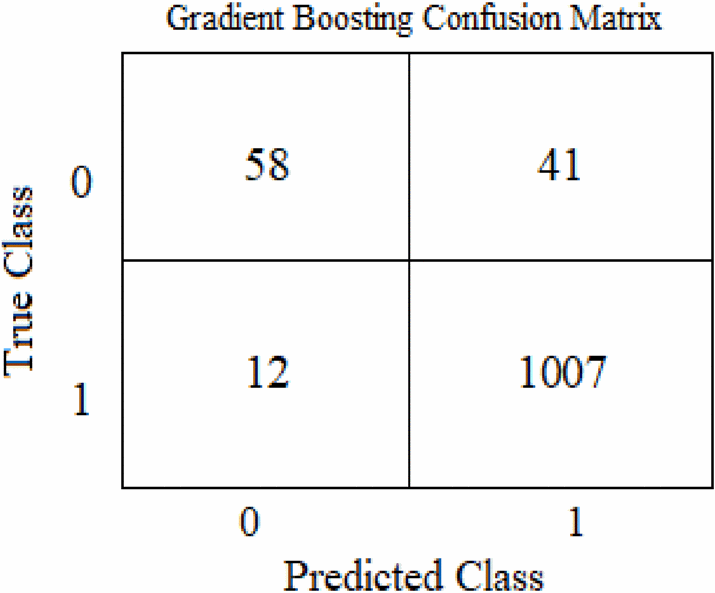 Gradient Boosting Confusion Matrix
True Class
0
58
41
1
12
1007
0
1
Predicted Class